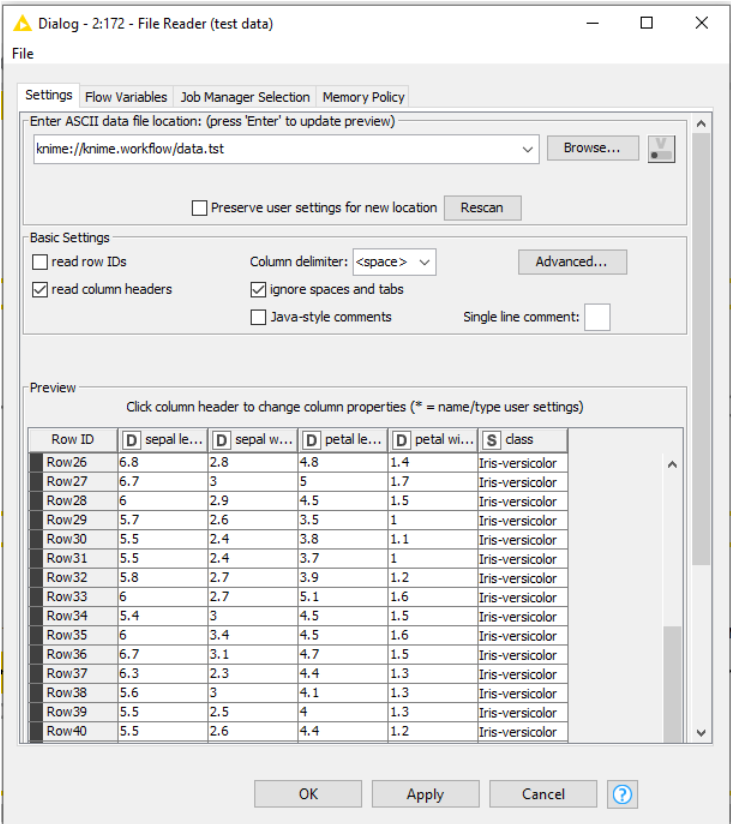 Dialog - 2:172 - File Reader (test data)
File
Settings Flow Variables Job Manager Selection Memory Policy
Enter ASCII data file location: (press 'Enter' to update preview)
knime://knime.workflow/data.tst Browse... V
Preserve user settings for new location Rescan
Basic Settings
read row IDs Column delimiter: <space> Advanced...
read column headers ignore spaces and tabs
Java-style comments Single line comment:
Preview
Click column header to change column properties (* = name/type user settings)
Row ID D sepal le... D sepal w... D petal le... D petal wi... S class
Row26 6.8 2.8 4.8 1.4 Iris-versicolor
Row27 6.7 3 5 1.7 Iris-versicolor
Row28 6 2.9 4.5 1.5 Iris-versicolor
Row29 5.7 2.6 3.5 1 Iris-versicolor
Row30 5.5 2.4 3.8 1.1 Iris-versicolor
Row31 5.5 2.4 3.7 1 Iris-versicolor
Row32 5.8 2.7 3.9 1.2 Iris-versicolor
Row33 6 2.7 5.1 1.6 Iris-versicolor
Row34 5.4 3 4.5 1.5 Iris-versicolor
Row35 6 3.4 4.5 1.6 Iris-versicolor
Row36 6.7 3.1 4.7 1.5 Iris-versicolor
Row37 6.3 2.3 4.4 1.3 Iris-versicolor
Row38 5.6 3 4.1 1.3 Iris-versicolor
Row39 5.5 2.5 4 1.3 Iris-versicolor
Row40 5.5 2.6 4.4 1.2 Iris-versicolor
OK Apply Cancel ?